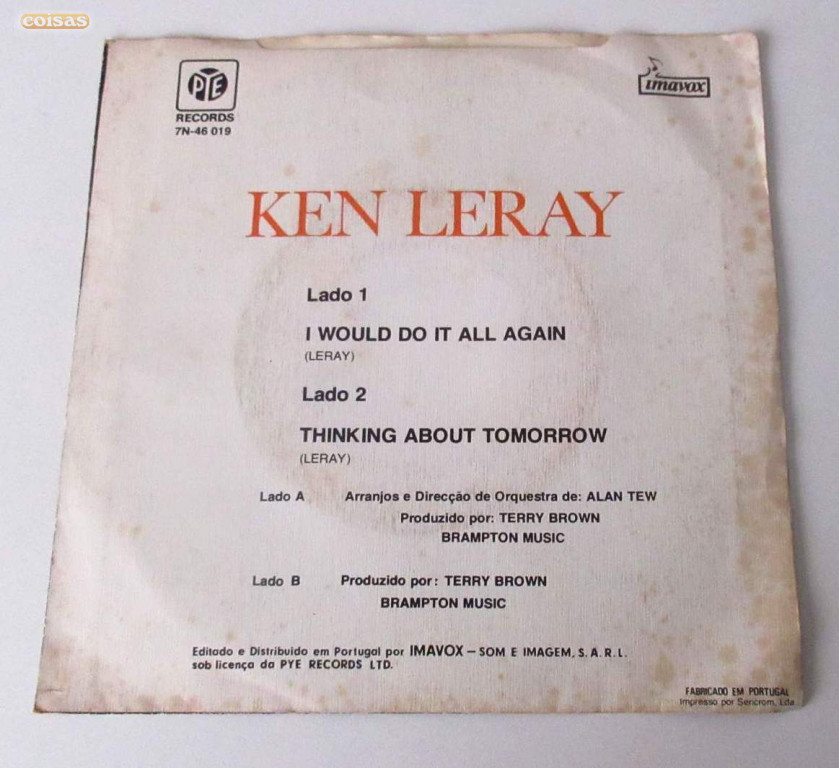 coisas
PYE
RECORDS
7N-46 019
imavox
KEN LERAY
Lado 1
I WOULD DO IT ALL AGAIN
(LERAY)
Lado 2
THINKING ABOUT TOMORROW
(LERAY)
Lado A Arranjos e Direcção de Orquestra de: ALAN TEW
Produzido por: TERRY BROWN
BRAMPTON MUSIC
Lado B Produzido por: TERRY BROWN
BRAMPTON MUSIC
Editado e Distribuido em Portugal por IMAVOX – SOM E IMAGEM, S. A. R. L.
sob licença da PYE RECORDS LTD.
FABRICADO EM PORTUGAL
Impresso por Sericrom, Lda